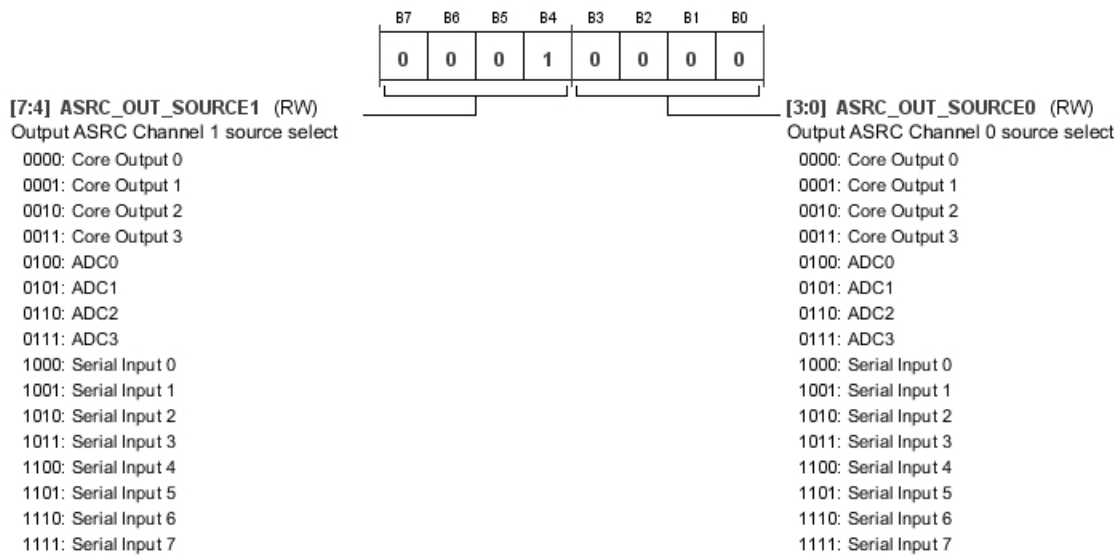 B7 B6 B5 B4 B3 B2 B1 B0
0 0 0 1 0 0 0 0
[7:4] ASRC_OUT_SOURCE1 (RW)
Output ASRC Channel 1 source select
0000: Core Output 0
0001: Core Output 1
0010: Core Output 2
0011: Core Output 3
0100: ADC0
0101: ADC1
0110: ADC2
0111: ADC3
1000: Serial Input 0
1001: Serial Input 1
1010: Serial Input 2
1011: Serial Input 3
1100: Serial Input 4
1101: Serial Input 5
1110: Serial Input 6
1111: Serial Input 7
[3:0] ASRC_OUT_SOURCE0 (RW)
Output ASRC Channel 0 source select
0000: Core Output 0
0001: Core Output 1
0010: Core Output 2
0011: Core Output 3
0100: ADC0
0101: ADC1
0110: ADC2
0111: ADC3
1000: Serial Input 0
1001: Serial Input 1
1010: Serial Input 2
1011: Serial Input 3
1100: Serial Input 4
1101: Serial Input 5
1110: Serial Input 6
1111: Serial Input 7